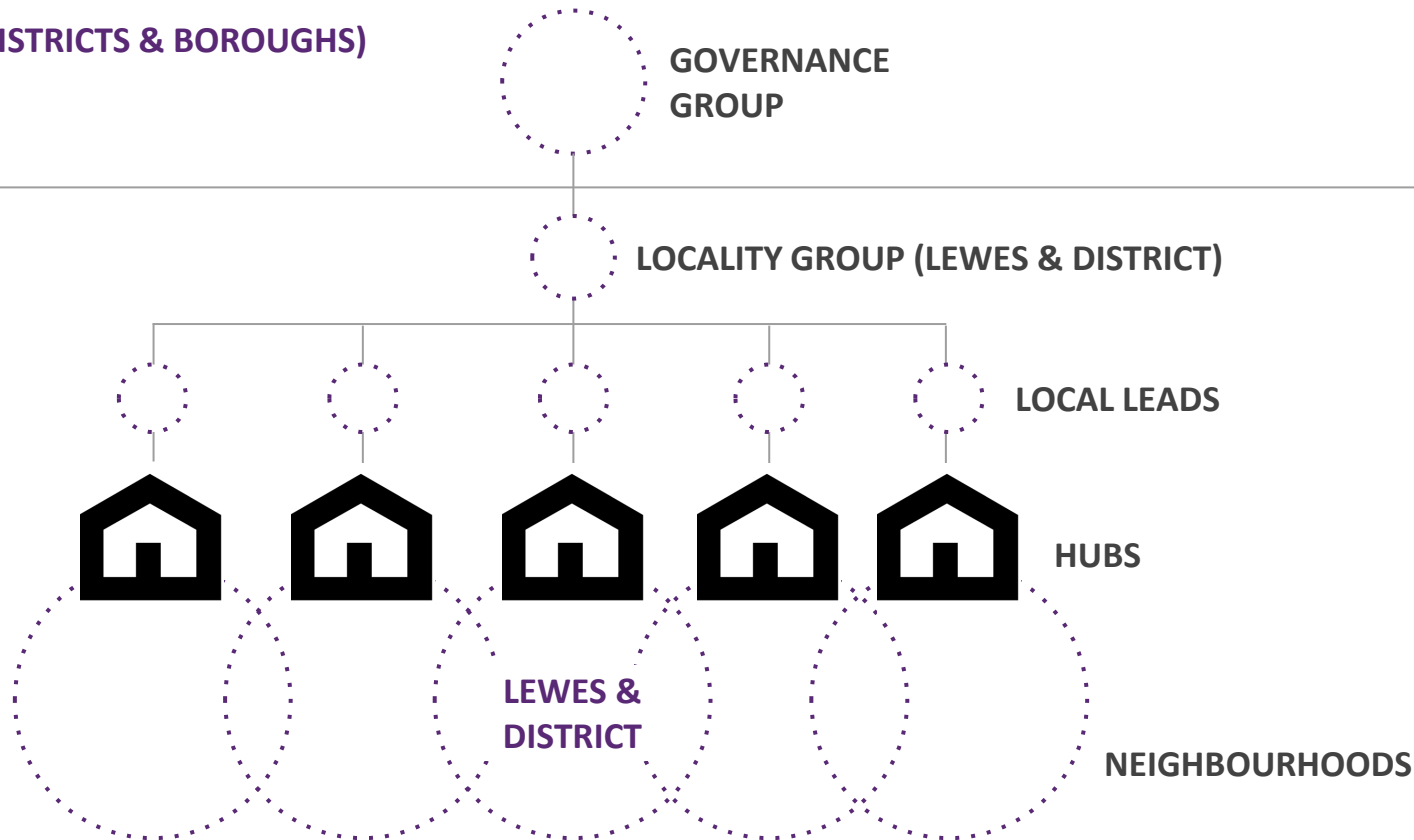 ISTRICTS & BOROUGHS)
GOVERNANCE
GROUP
LOCALITY GROUP (LEWES & DISTRICT)
LOCAL LEADS
HUBS
LEWES &
DISTRICT
NEIGHBOURHOODS